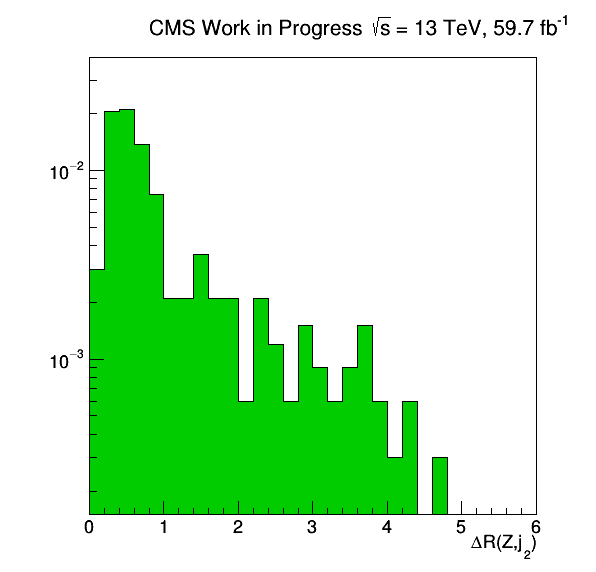 CMS Work in Progress √s = 13 TeV, 59.7 fb⁻¹
10⁻²
10⁻³
0 1 2 3 4 5 6
ΔR(Z,j₂)